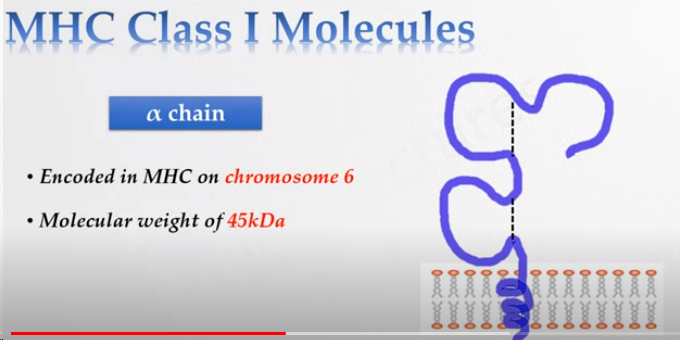 MHC Class I Molecules
α chain
• Encoded in MHC on chromosome 6
• Molecular weight of 45kDa